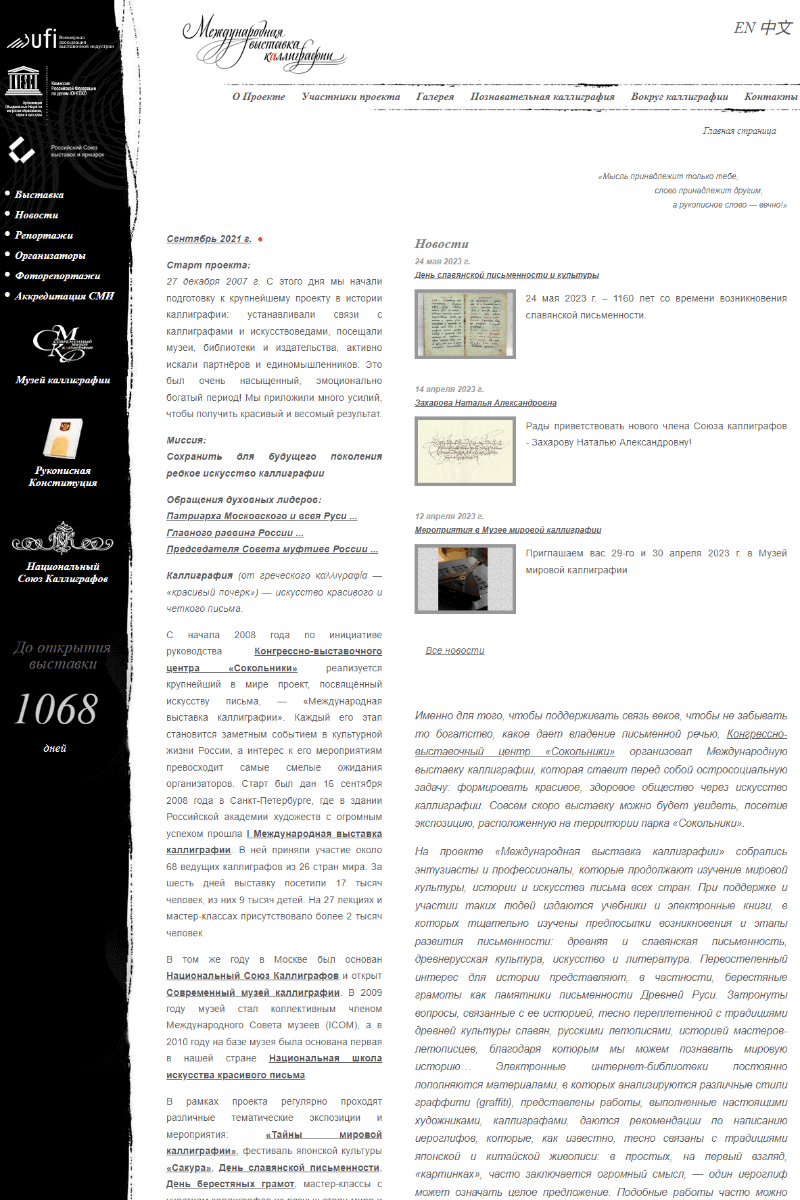 ufi Всемирная ассоциация выставочной индустрии
Комиссия
Российской Федерации
по делам ЮНЕСКО
Российский Союз
выставок и ярмарок
Выставка
Новости
Репортажи
Организаторы
Фоторепортажи
Аккредитация СМИ
Музей каллиграфии
Рукописная
Конституция
Национальный
Союз Каллиграфов
До открытия
выставки
1068
дней
Международная
выставка
каллиграфии
EN 中文
О Проекте Участники проекта Галерея Познавательная каллиграфия Вокруг каллиграфии Контакты
Главная страница
«Мысль принадлежит только тебе,
слово принадлежит другим,
а рукописное слово — вечно!»
Сентябрь 2021 г.
Старт проекта:
27 декабря 2007 г. С этого дня мы начали
подготовку к крупнейшему проекту в истории
каллиграфии: устанавливали связи с
каллиграфами и искусствоведами, посещали
музеи, библиотеки и издательства, активно
искали партнёров и единомышленников. Это
был очень насыщенный, эмоционально
богатый период! Мы приложили много усилий,
чтобы получить красивый и весомый результат.
Миссия:
Сохранить для будущего поколения
редкое искусство каллиграфии
Обращения духовных лидеров:
Патриарха Московского и всея Руси ...
Главного раввина России ...
Председателя Совета муфтиев России ...
Каллиграфия (от греческого καλλιγραφία —
«красивый почерк») — искусство красивого и
четкого письма.
С начала 2008 года по инициативе
руководства Конгрессно-выставочного
центра «Сокольники» реализуется
крупнейший в мире проект, посвящённый
искусству письма, — «Международная
выставка каллиграфии». Каждый его этап
становится заметным событием в культурной
жизни России, а интерес к его мероприятиям
превосходит самые смелые ожидания
организаторов. Старт был дан 16 сентября
2008 года в Санкт-Петербурге, где в здании
Российской академии художеств с огромным
успехом прошла I Международная выставка
каллиграфии. В ней приняли участие около
68 ведущих каллиграфов из 26 стран мира. За
шесть дней выставку посетили 17 тысяч
человек, из них 9 тысяч детей. На 27 лекциях и
мастер-классах присутствовало более 2 тысяч
человек.
В том же году в Москве был основан
Национальный Союз Каллиграфов и открыт
Современный музей каллиграфии. В 2009
году музей стал коллективным членом
Международного Совета музеев (ICOM), а в
2010 году на базе музея была основана первая
в нашей стране Национальная школа
искусства красивого письма.
В рамках проекта регулярно проходят
различные тематические экспозиции и
мероприятия: «Тайны мировой
каллиграфии», фестиваль японской культуры
«Сакура», День славянской письменности,
День берестяных грамот, мастер-классы с
Новости
24 мая 2023 г.
День славянской письменности и культуры
24 мая 2023 г. – 1160 лет со времени возникновения
славянской письменности.
14 апреля 2023 г.
Захарова Наталья Александровна
Рады приветствовать нового члена Союза каллиграфов
- Захарову Наталью Александровну!
12 апреля 2023 г.
Мероприятия в Музее мировой каллиграфии
Приглашаем вас 29-го и 30 апреля 2023 г. в Музей
мировой каллиграфии
Все новости
Именно для того, чтобы поддерживать связь веков, чтобы не забывать
то богатство, какое дает владение письменной речью, Конгрессно-
выставочный центр «Сокольники» организовал Международную
выставку каллиграфии, которая ставит перед собой остросоциальную
задачу: формировать красивое, здоровое общество через искусство
каллиграфии. Совсем скоро выставку можно будет увидеть, посетив
экспозицию, расположенную на территории парка «Сокольники».
На проекте «Международная выставка каллиграфии» собрались
энтузиасты и профессионалы, которые продолжают изучение мировой
культуры, истории и искусства письма всех стран. При поддержке и
участии таких людей издаются учебники и электронные книги, в
которых тщательно изучены предпосылки возникновения и этапы
развития письменности: древняя и славянская письменность,
древнерусская культура, искусство и литература. Первостепенный
интерес для истории представляют, в частности, берестяные
грамоты как памятники письменности Древней Руси. Затронуты
вопросы, связанные с ее историей, тесно переплетенной с традициями
древней культуры славян, русскими летописями, историей мастеров-
летописцев, благодаря которым мы можем познавать мировую
историю… Электронные интернет-библиотеки постоянно
пополняются материалами, в которых анализируются различные стили
граффити (graffiti), представлены работы, выполненные настоящими
художниками, каллиграфами, даются рекомендации по написанию
иероглифов, которые, как известно, тесно связаны с традициями
японской и китайской живописи: в простых, на первый взгляд,
«картинках», часто заключается огромный смысл, — один иероглиф
может означать целое предложение. Подобные работы часто можно